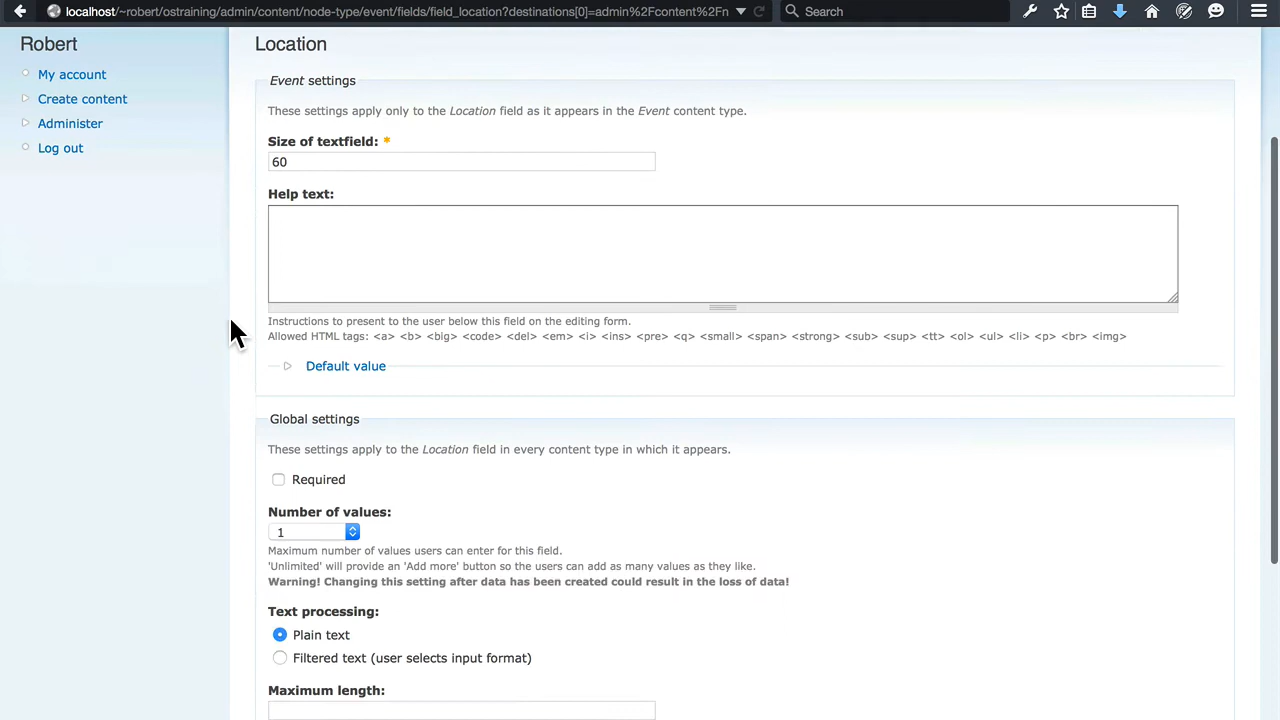 localhost/~robert/ostraining/admin/content/node-type/event/fields/field_location?destinations[0]=admin%2Fcontent%2Fn
Search
Robert
My account
Create content
Administer
Log out
Location
Event settings
These settings apply only to the Location field as it appears in the Event content type.
Size of textfield: *
60
Help text:
Instructions to present to the user below this field on the editing form.
Allowed HTML tags: <a> <b> <big> <code> <del> <em> <i> <ins> <pre> <q> <small> <span> <strong> <sub> <sup> <tt> <ol> <ul> <li> <p> <br> <img>
Default value
Global settings
These settings apply to the Location field in every content type in which it appears.
Required
Number of values:
1
Maximum number of values users can enter for this field.
'Unlimited' will provide an 'Add more' button so the users can add as many values as they like.
Warning! Changing this setting after data has been created could result in the loss of data!
Text processing:
Plain text
Filtered text (user selects input format)
Maximum length: